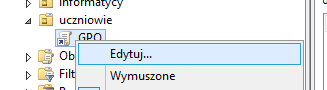 Informatycy
uczniowie
GPO
Ob
Edytuj...
Filt
Wymuszone